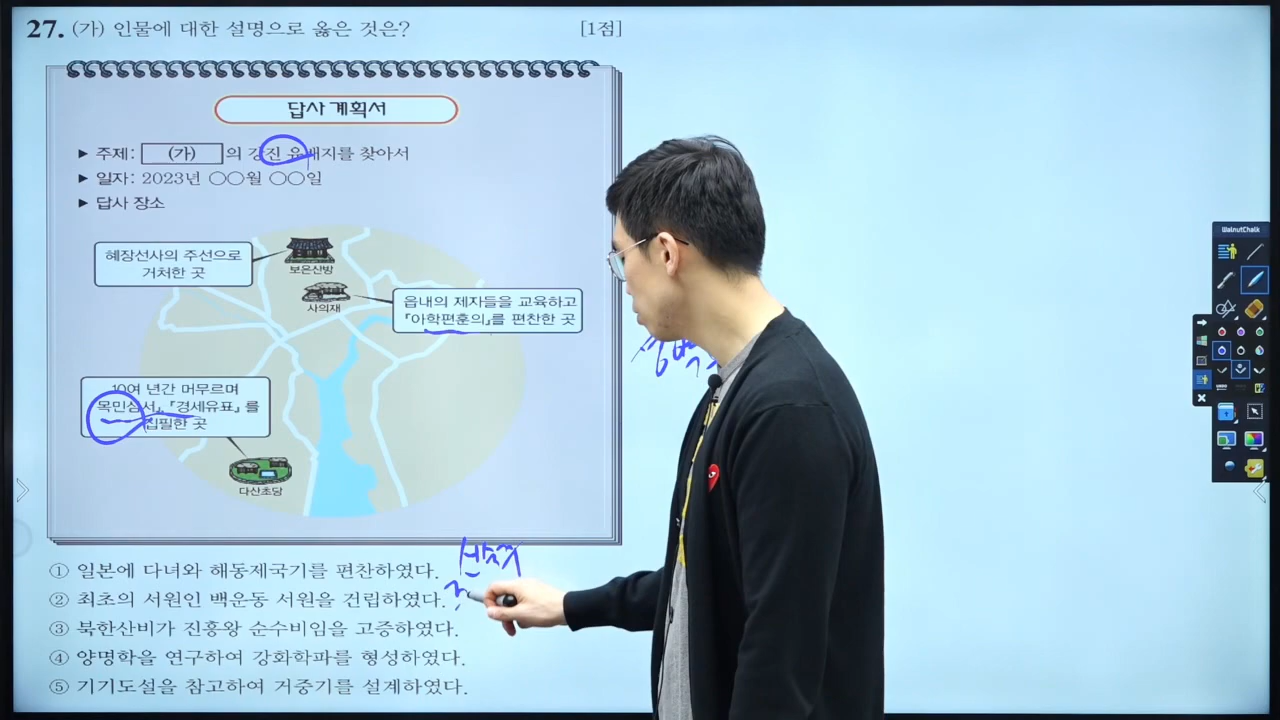 27. (가) 인물에 대한 설명으로 옳은 것은? [1점]
답사 계획서
▶ 주제: (가) 의 강진 유배지를 찾아서
▶ 일자: 2023년 ○○월 ○○일
▶ 답사 장소
혜장선사의 주선으로
거처한 곳
보은산방
사의재
읍내의 제자들을 교육하고
『아학편훈의』를 편찬한 곳
10여 년간 머무르며
목민심서』, 『경세유표』를
집필한 곳
다산초당
① 일본에 다녀와 해동제국기를 편찬하였다.
② 최초의 서원인 백운동 서원을 건립하였다.
③ 북한산비가 진흥왕 순수비임을 고증하였다.
④ 양명학을 연구하여 강화학파를 형성하였다.
⑤ 기기도설을 참고하여 거중기를 설계하였다.
WalnutChalk